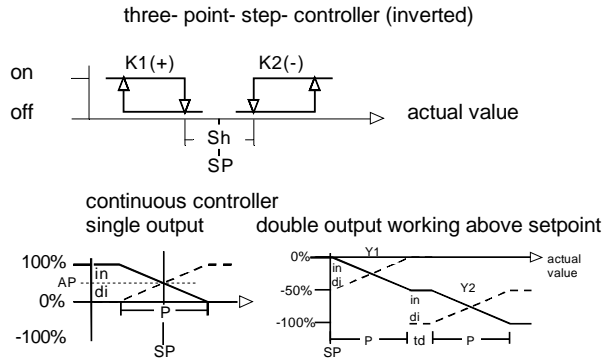 three- point- step- controller (inverted)
K1(+) K2(-)
on
off
actual value
Sh
SP
continuous controller
single output
double output working above setpoint
100%
in
AP
di
0%
P
-100%
SP
0%
Y1
actual
value
in
di
-50%
in
Y2
di
-100%
P td P
SP